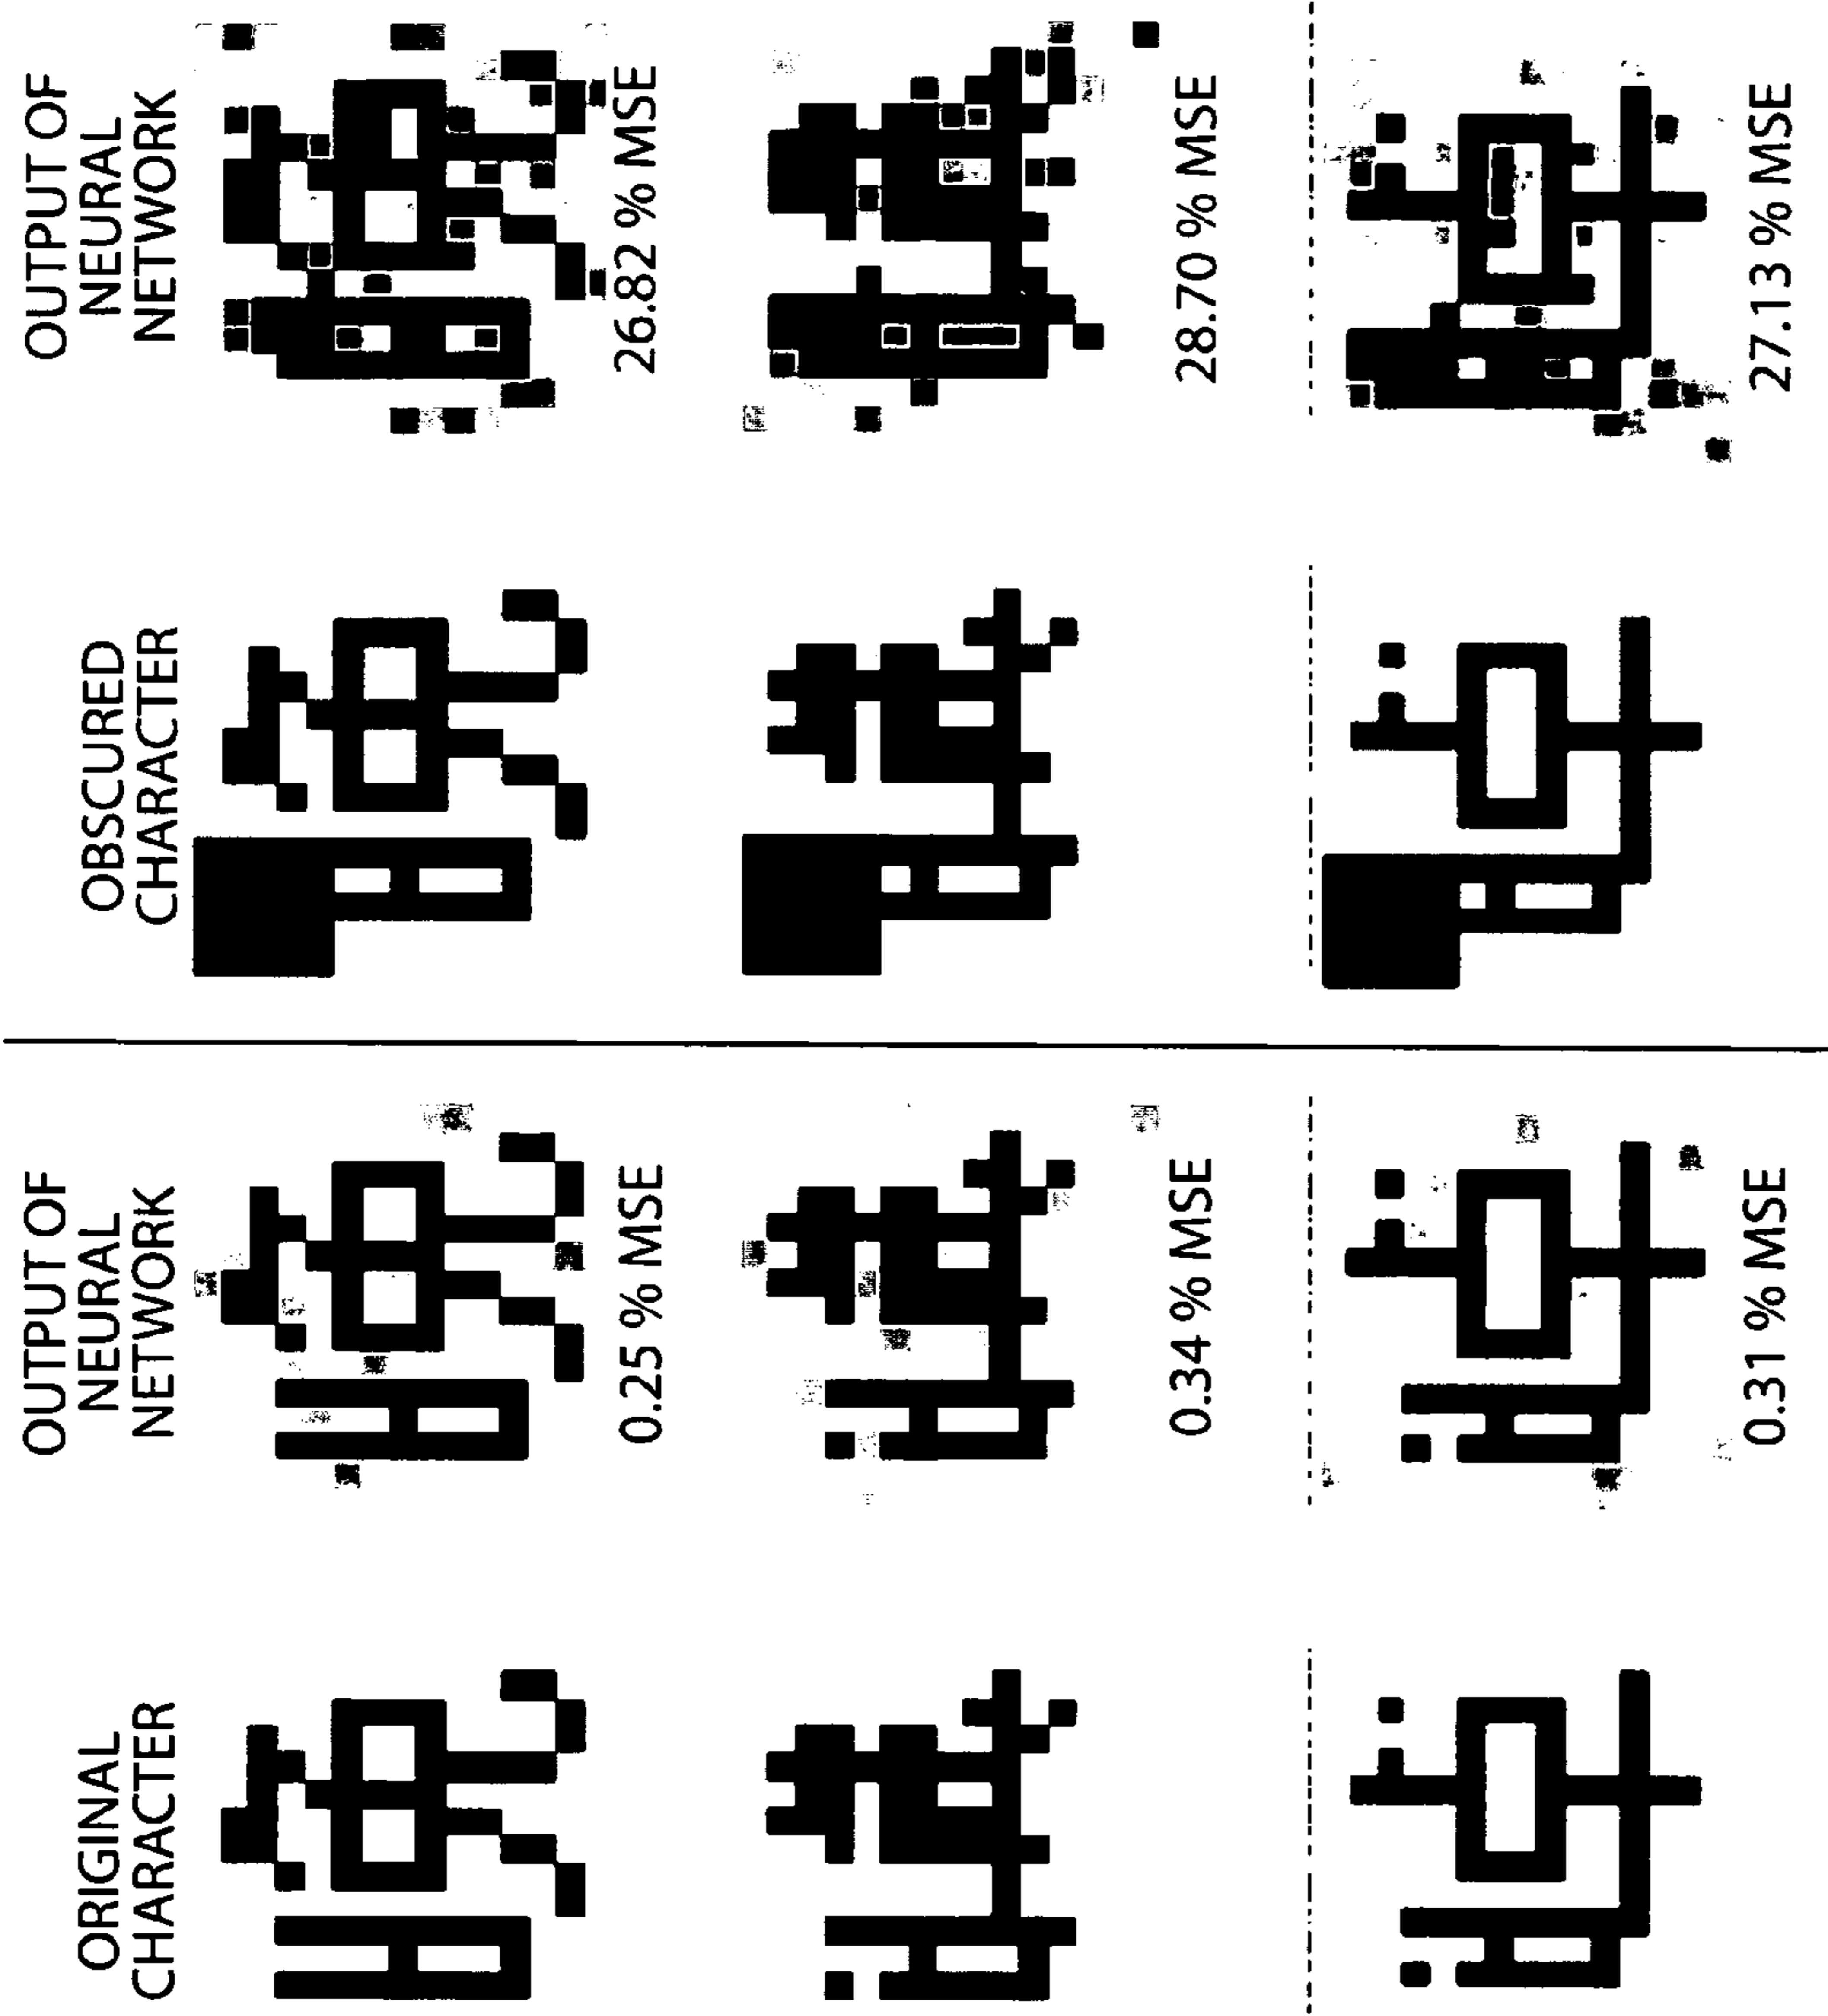 ORIGINAL
CHARACTER
OUTPUT OF
NEURAL
NETWORK
OBSCURED
CHARACTER
OUTPUT OF
NEURAL
NETWORK
0.25 % MSE
26.82 % MSE
0.34 % MSE
28.70 % MSE
0.31 % MSE
27.13 % MSE